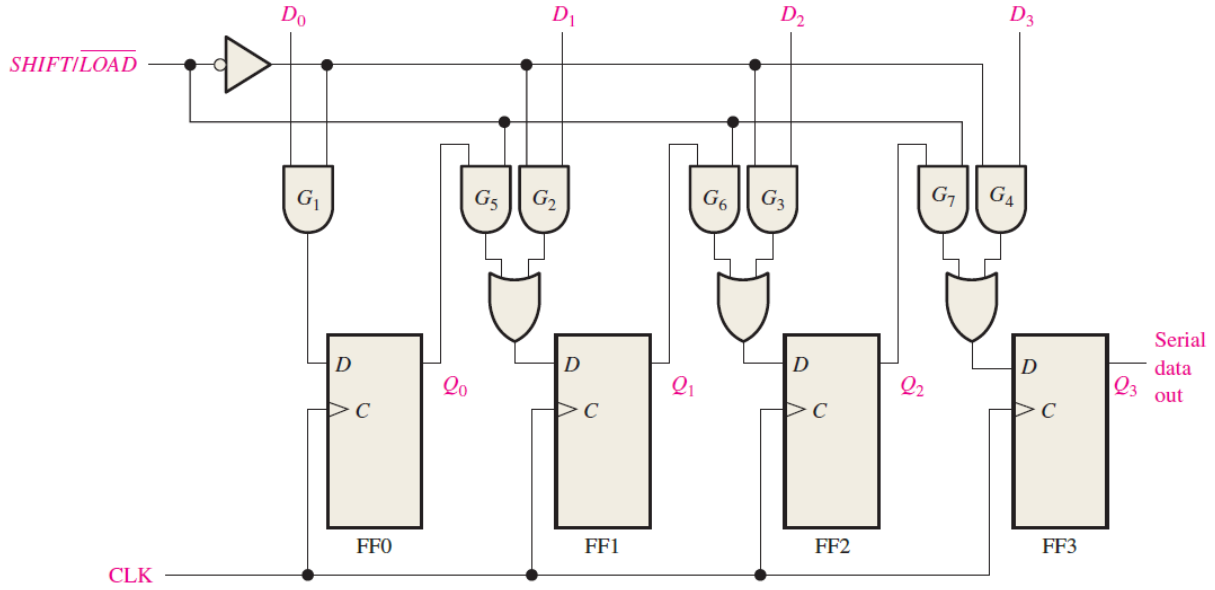 D₀ D₁ D₂ D₃
SHIFT/L̅O̅A̅D̅
G₁ G₅ G₂ G₆ G₃ G₇ G₄
Serial
data
out
D D D D
Q₀ Q₁ Q₂ Q₃
C C C C
FF0 FF1 FF2 FF3
CLK